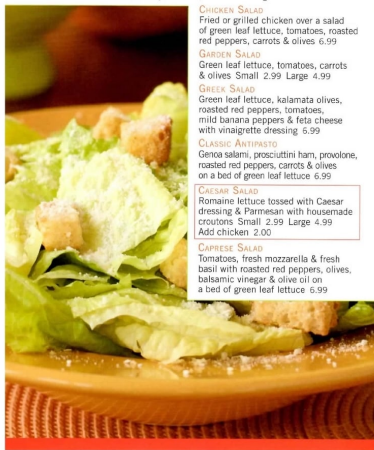 CHICKEN SALAD
Fried or grilled chicken over a salad
of green leaf lettuce, tomatoes, roasted
red peppers, carrots & olives 6.99
GARDEN SALAD
Green leaf lettuce, tomatoes, carrots
& olives Small 2.99 Large 4.99
GREEK SALAD
Green leaf lettuce, kalamata olives,
roasted red peppers, tomatoes,
mild banana peppers & feta cheese
with vinaigrette dressing 6.99
CLASSIC ANTIPASTO
Genoa salami, prosciuttini ham, provolone,
roasted red peppers, carrots & olives
on a bed of green leaf lettuce 6.99
CAESAR SALAD
Romaine lettuce tossed with Caesar
dressing & Parmesan with housemade
croutons Small 2.99 Large 4.99
Add chicken 2.00
CAPRESE SALAD
Tomatoes, fresh mozzarella & fresh
basil with roasted red peppers, olives,
balsamic vinegar & olive oil on
a bed of green leaf lettuce 6.99